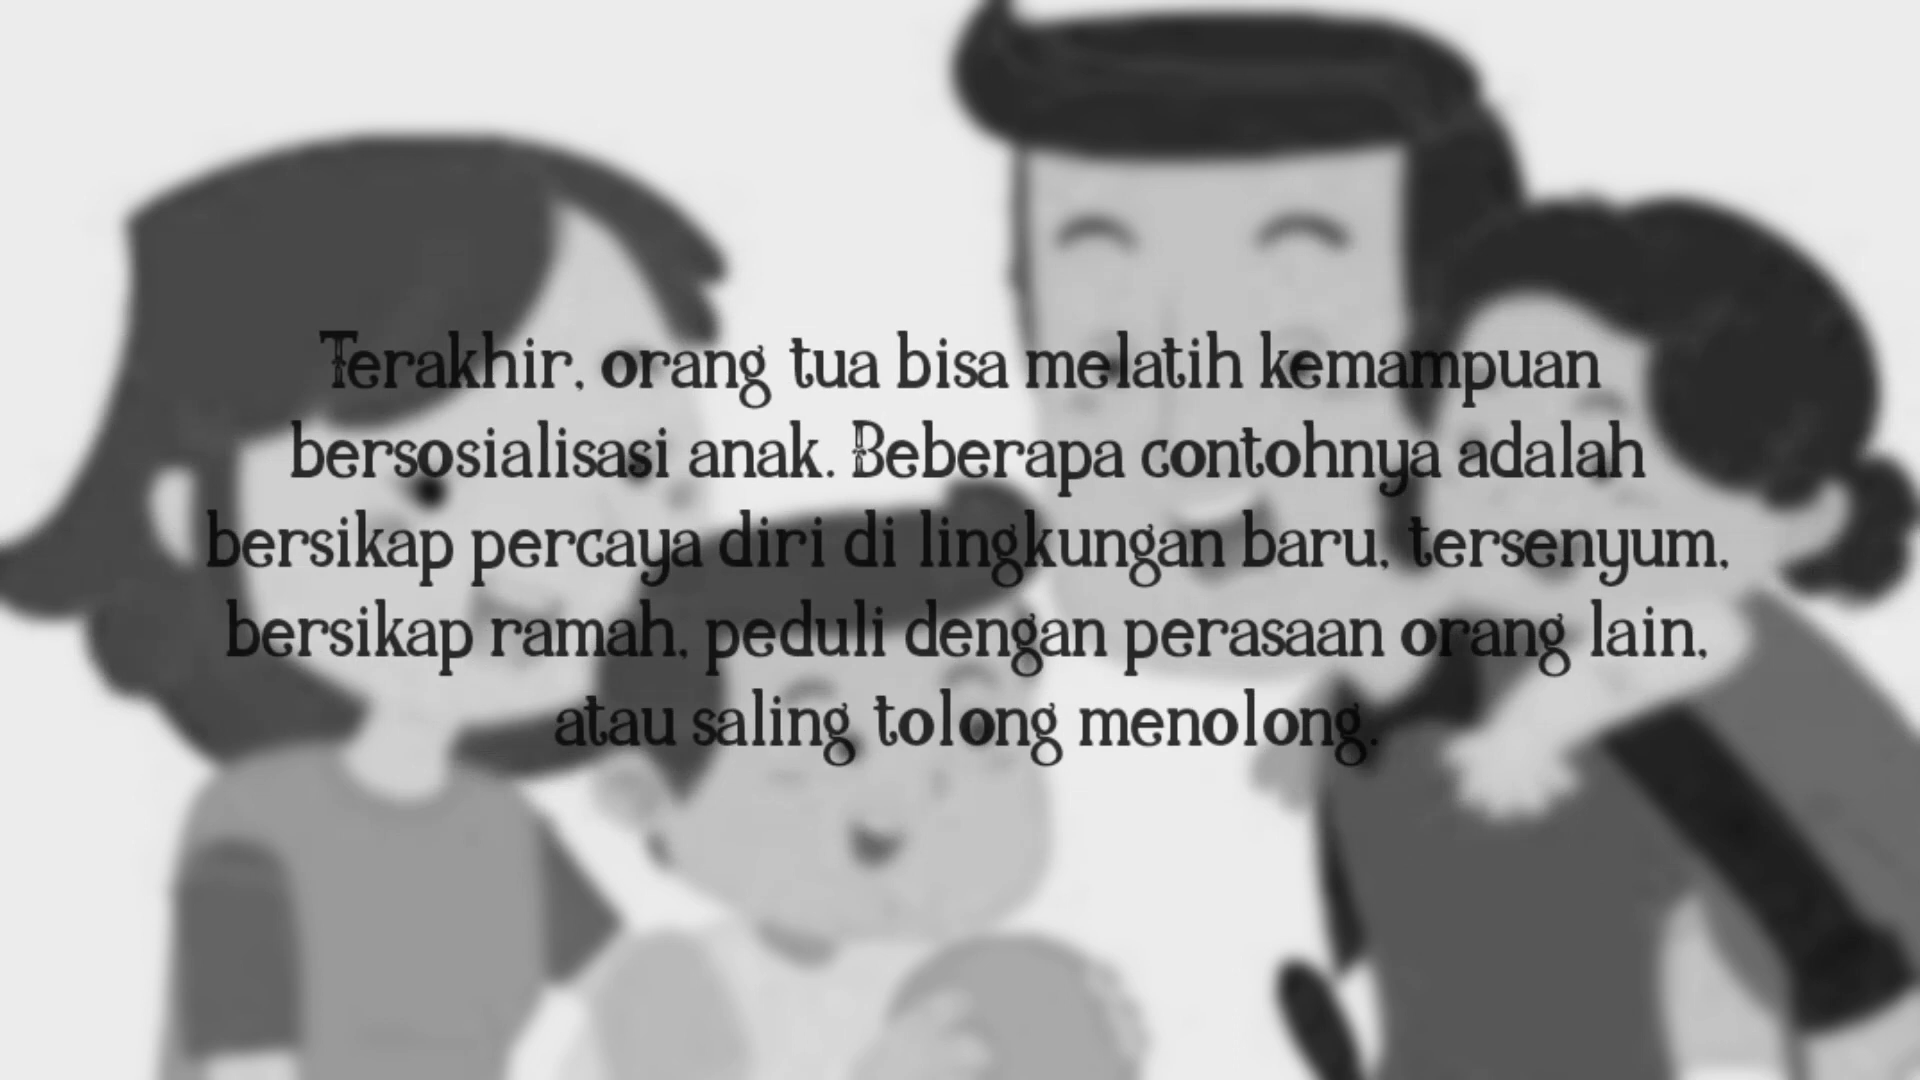 Terakhir, orang tua bisa melatih kemampuan
bersosialisasi anak. Beberapa contohnya adalah
bersikap percaya diri di lingkungan baru, tersenyum,
bersikap ramah, peduli dengan perasaan orang lain,
atau saling tolong menolong.